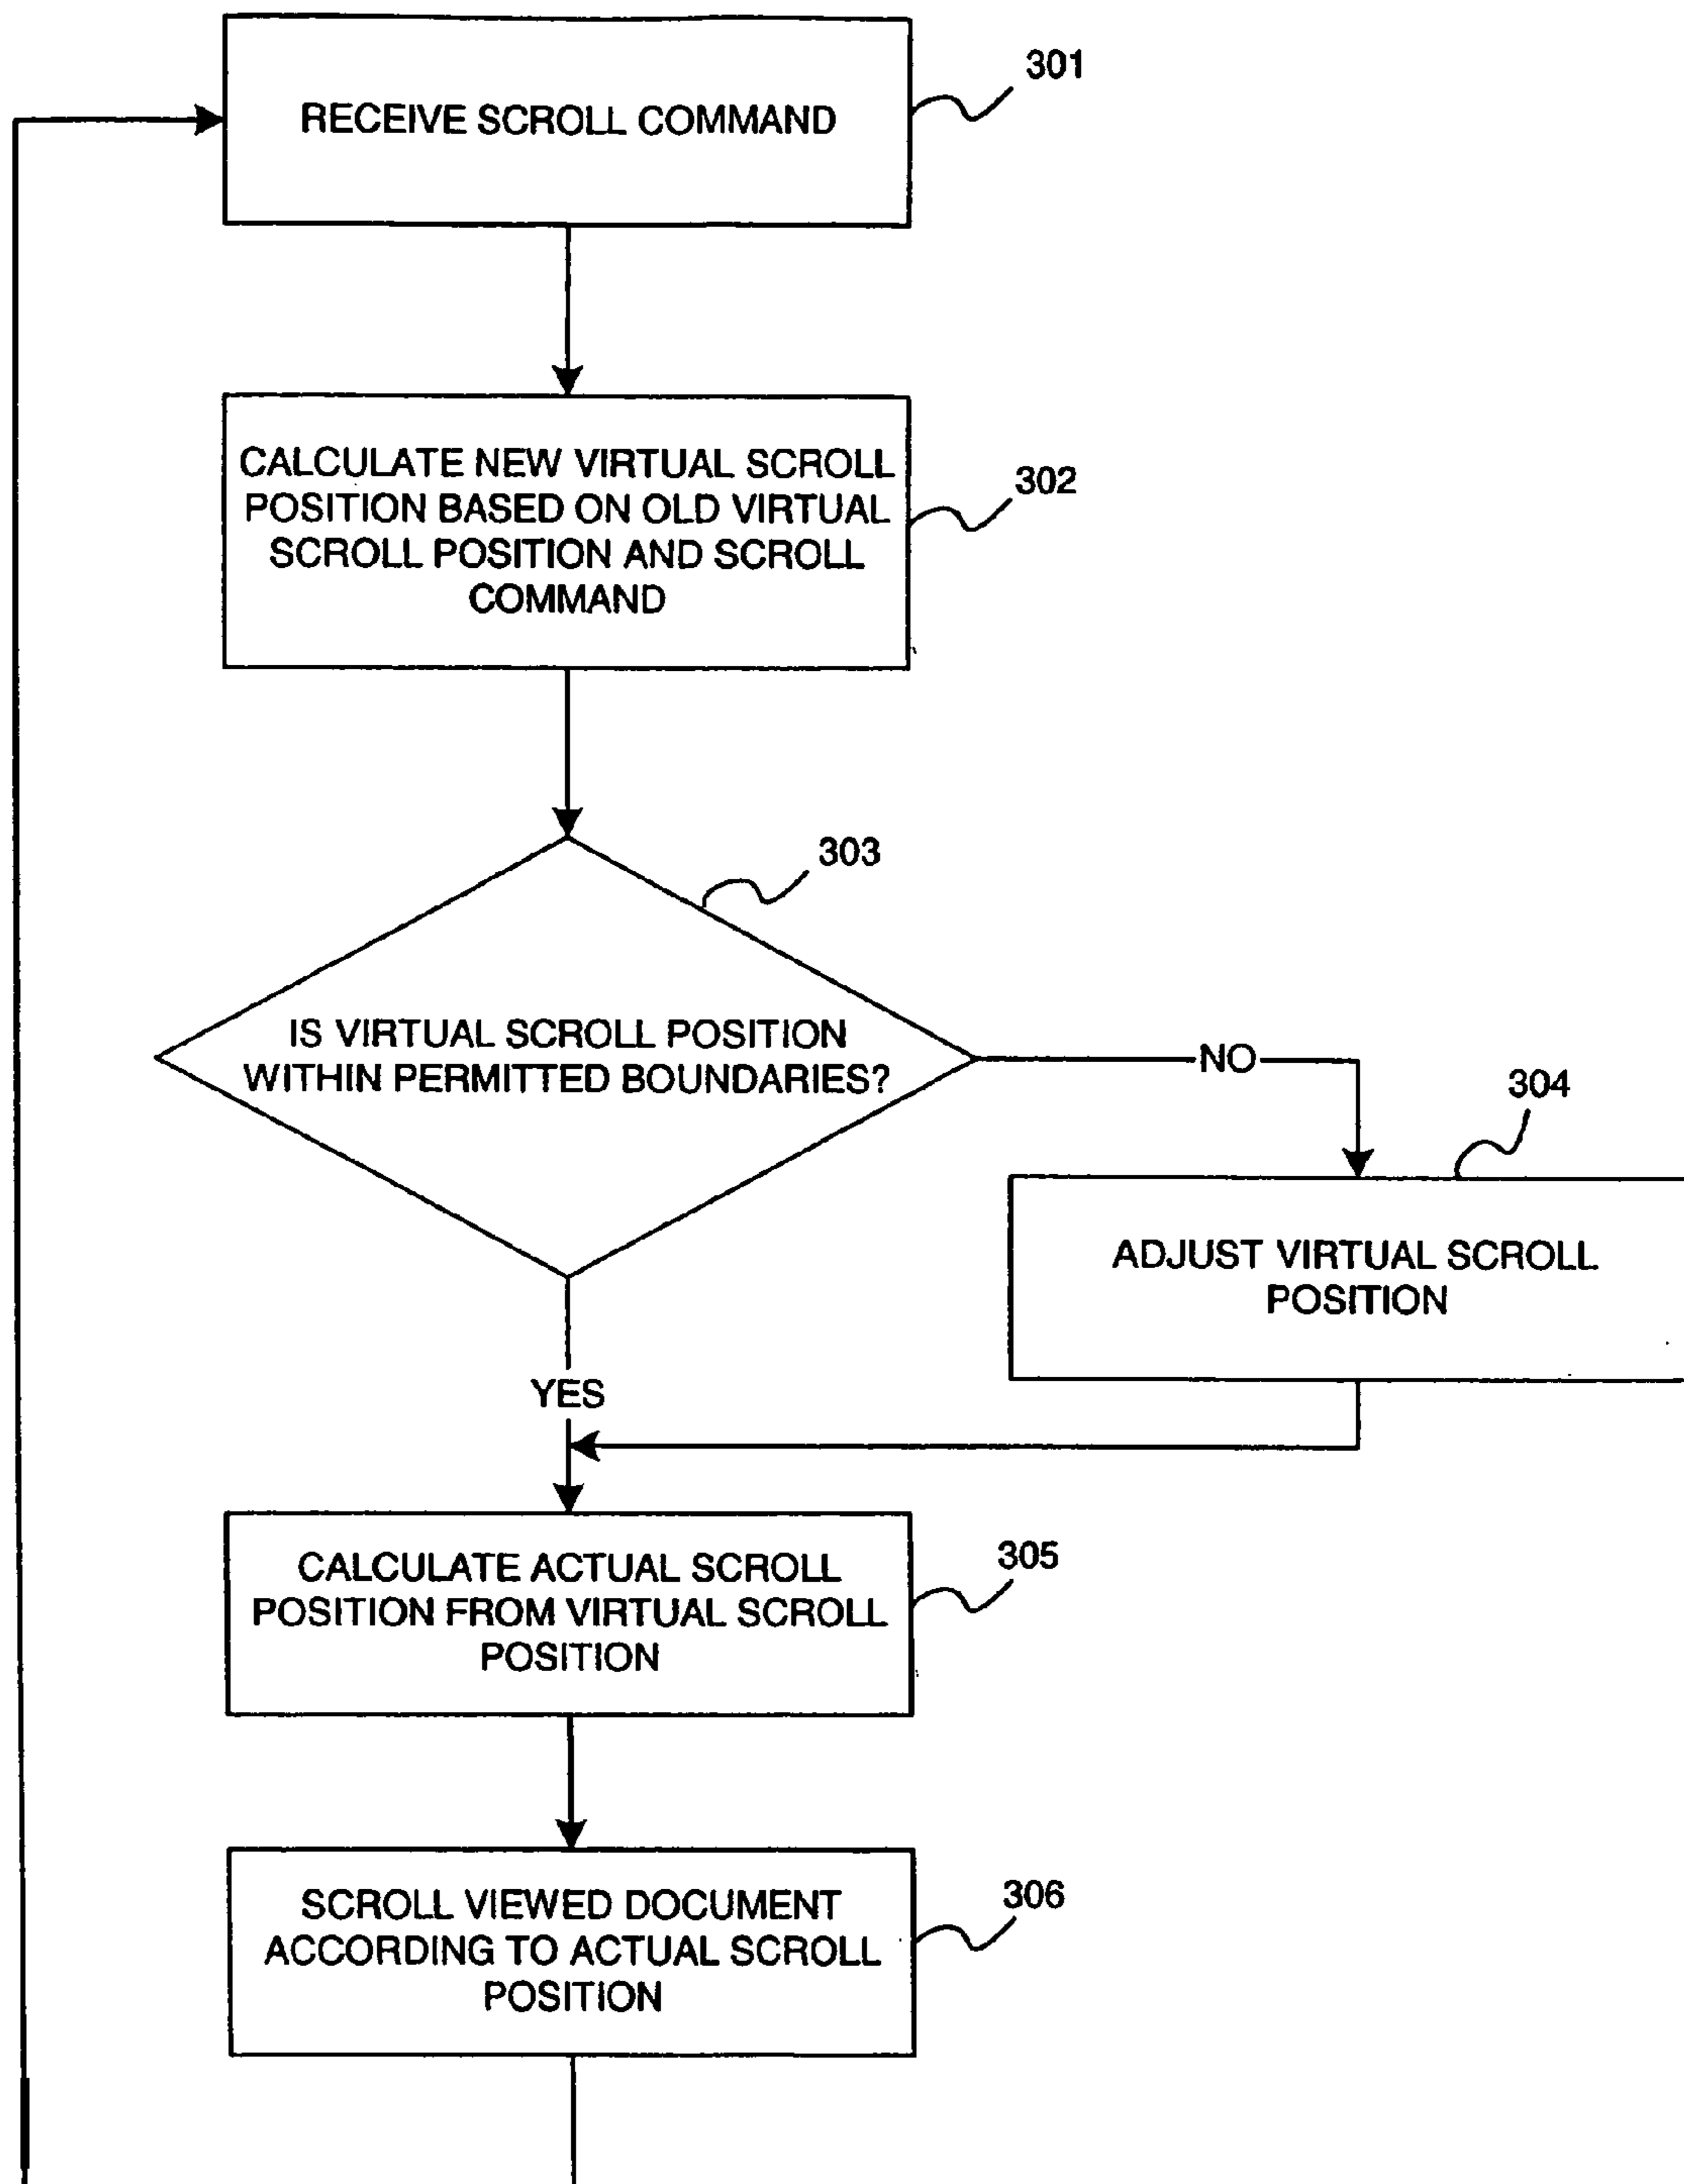 301
RECEIVE SCROLL COMMAND
302
CALCULATE NEW VIRTUAL SCROLL
POSITION BASED ON OLD VIRTUAL
SCROLL POSITION AND SCROLL
COMMAND
303
IS VIRTUAL SCROLL POSITION
WITHIN PERMITTED BOUNDARIES?
NO
304
ADJUST VIRTUAL SCROLL
POSITION
YES
305
CALCULATE ACTUAL SCROLL
POSITION FROM VIRTUAL SCROLL
POSITION
306
SCROLL VIEWED DOCUMENT
ACCORDING TO ACTUAL SCROLL
POSITION